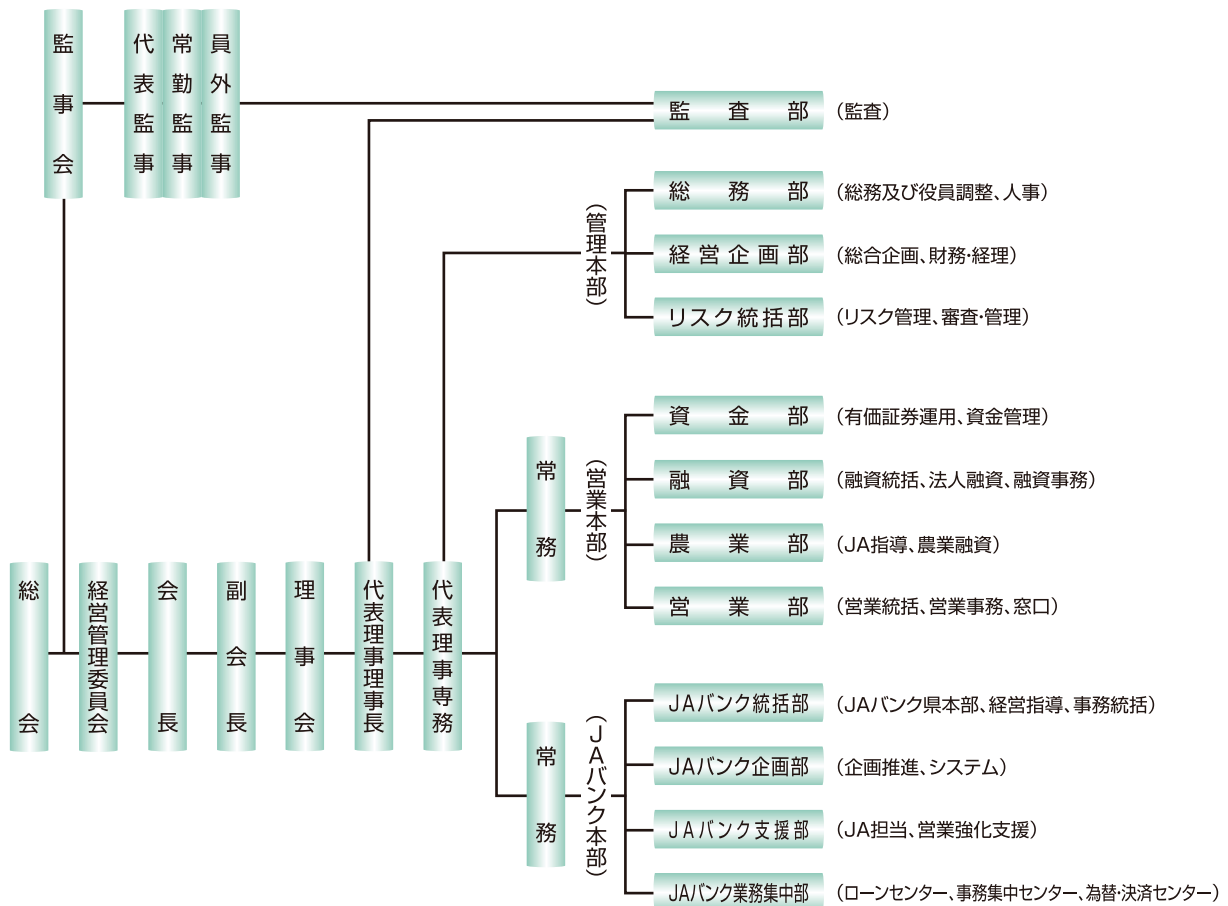 監事会
代表監事
常勤監事
員外監事
監査部 (監査)
(管理本部)
総務部 (総務及び役員調整、人事)
経営企画部 (総合企画、財務・経理)
リスク統括部 (リスク管理、審査・管理)
常務
(営業本部)
資金部 (有価証券運用、資金管理)
融資部 (融資統括、法人融資、融資事務)
農業部 (JA指導、農業融資)
営業部 (営業統括、営業事務、窓口)
総会
経営管理委員会
会長
副会長
理事会
代表理事理事長
代表理事専務
常務
(JAバンク本部)
JAバンク統括部 (JAバンク県本部、経営指導、事務統括)
JAバンク企画部 (企画推進、システム)
JAバンク支援部 (JA担当、営業強化支援)
JAバンク業務集中部 (ローンセンター、事務集中センター、為替・決済センター)